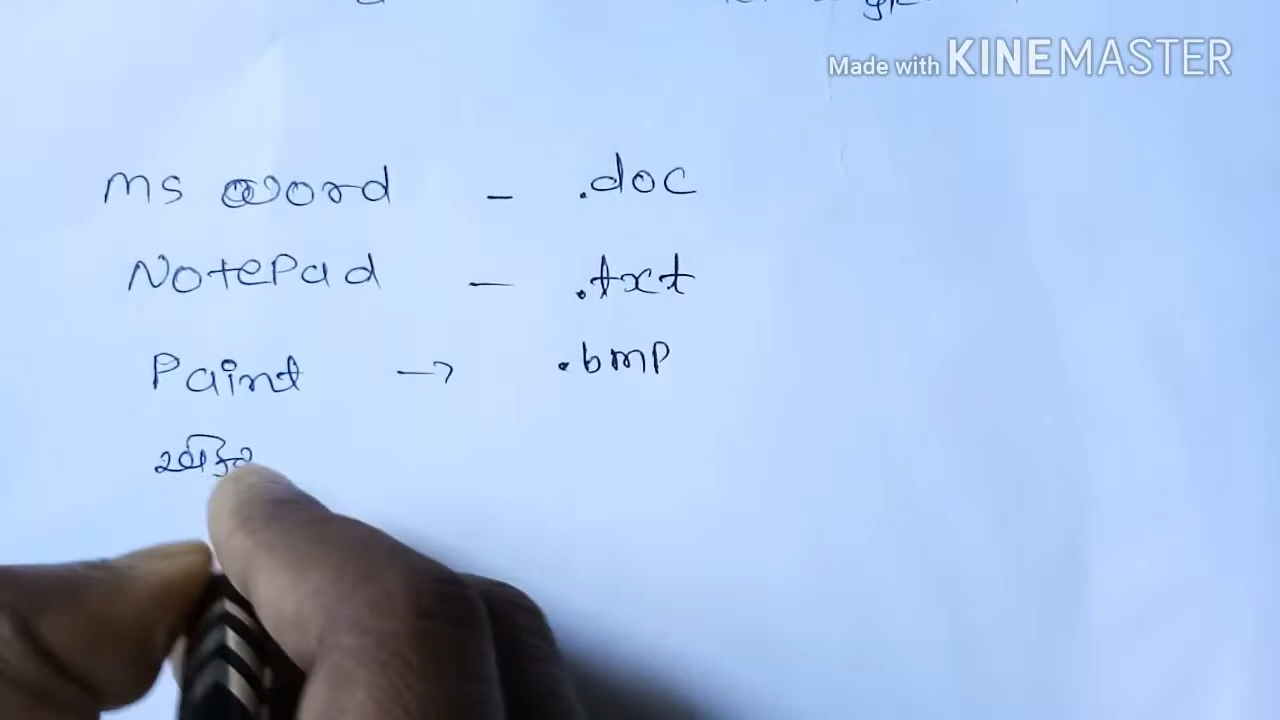 Made with KINEMASTER
MS word - .doc
Notepad - .txt
Paint → .bmp